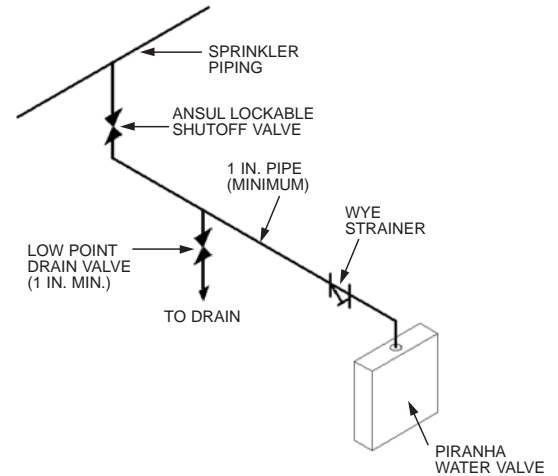 SPRINKLER
PIPING
ANSUL LOCKABLE
SHUTOFF VALVE
1 IN. PIPE
(MINIMUM)
WYE
STRAINER
LOW POINT
DRAIN VALVE
(1 IN. MIN.)
TO DRAIN
PIRANHA
WATER VALVE